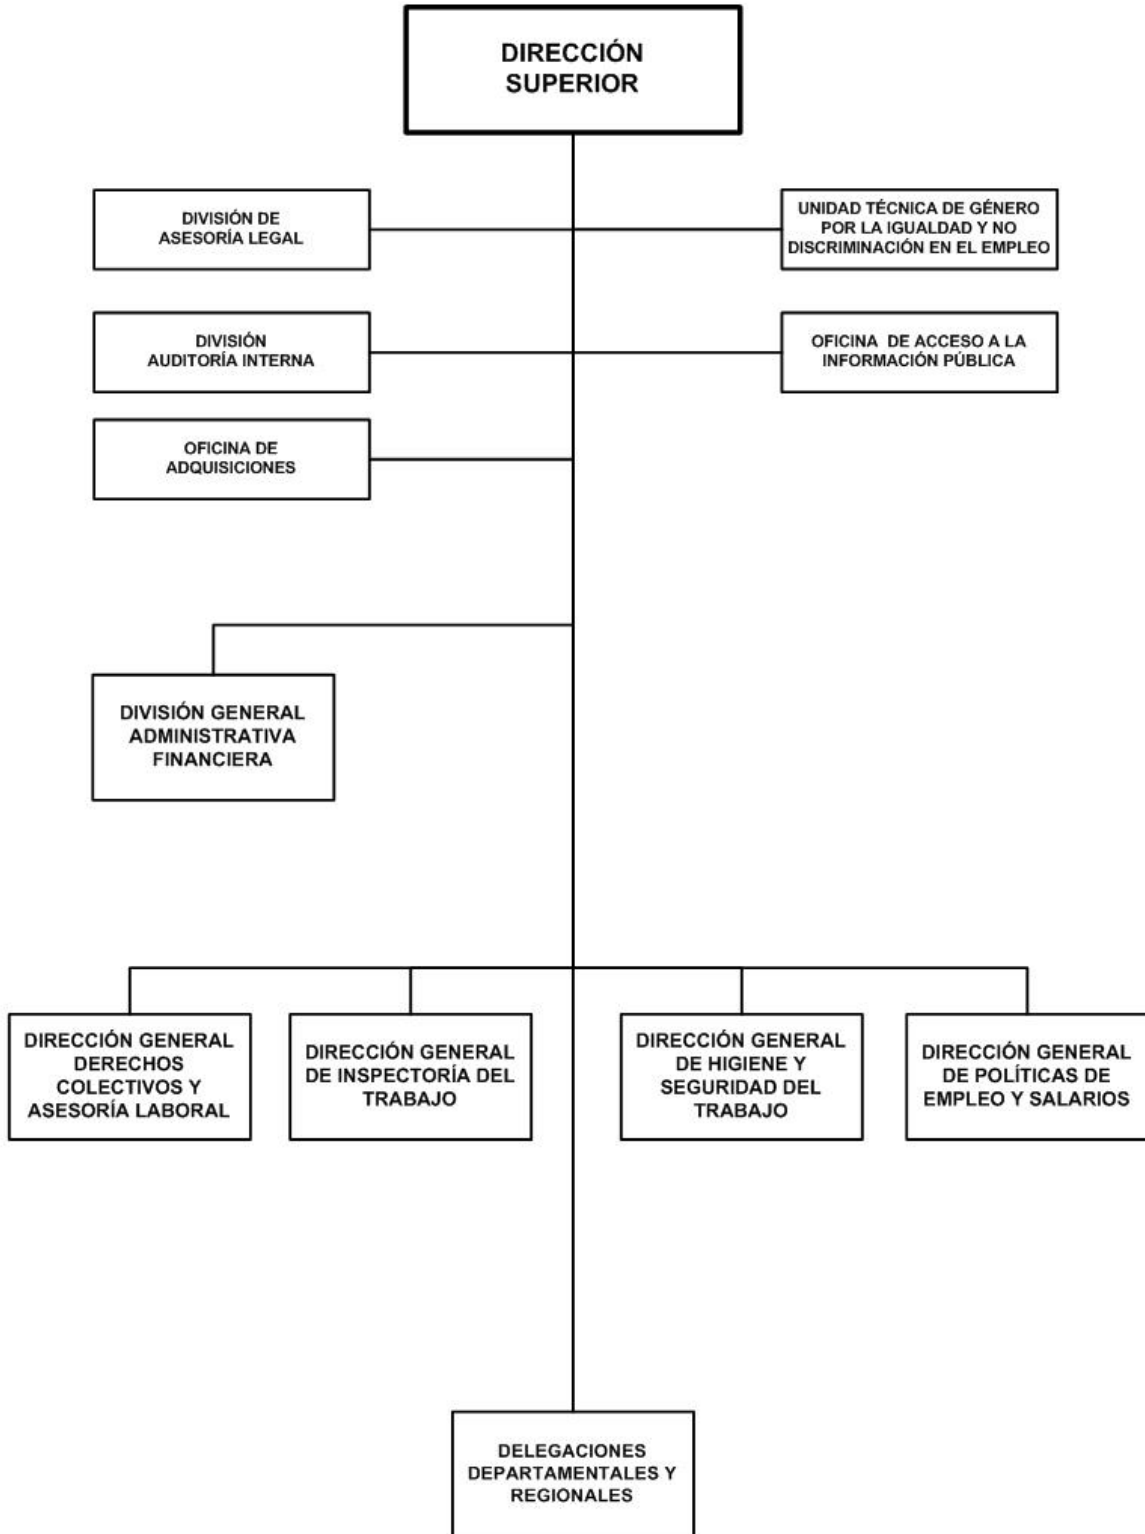 DIRECCIÓN
SUPERIOR
DIVISIÓN DE
ASESORÍA LEGAL
UNIDAD TÉCNICA DE GÉNERO
POR LA IGUALDAD Y NO
DISCRIMINACIÓN EN EL EMPLEO
DIVISIÓN
AUDITORÍA INTERNA
OFICINA DE ACCESO A LA
INFORMACIÓN PÚBLICA
OFICINA DE
ADQUISICIONES
DIVISIÓN GENERAL
ADMINISTRATIVA
FINANCIERA
DIRECCIÓN GENERAL
DERECHOS
COLECTIVOS Y
ASESORÍA LABORAL
DIRECCIÓN GENERAL
DE INSPECTORÍA DEL
TRABAJO
DIRECCIÓN GENERAL
DE HIGIENE Y
SEGURIDAD DEL
TRABAJO
DIRECCIÓN GENERAL
DE POLÍTICAS DE
EMPLEO Y SALARIOS
DELEGACIONES
DEPARTAMENTALES Y
REGIONALES